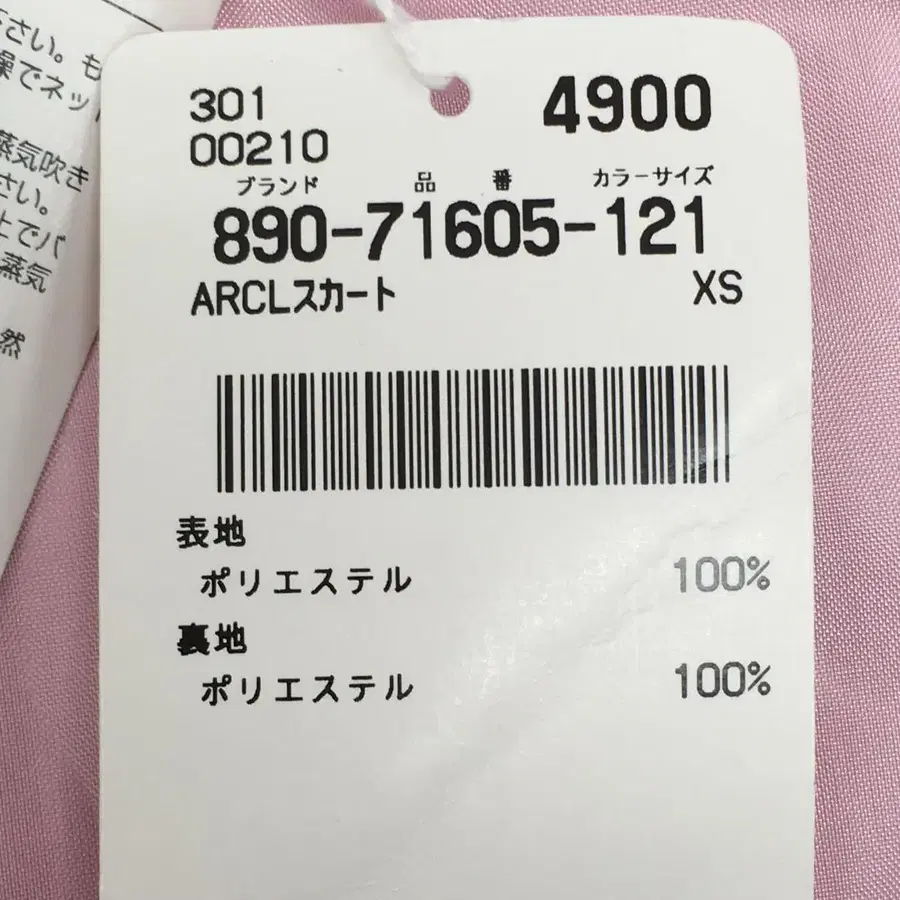 さい。も
燥でネッ
蒸気吹き
さい。
上でバ
蒸気
然
301
4900
00210
ブランド 品番 カラーサイズ
890-71605-121
ARCLスカート XS
表地
ポリエステル 100%
裏地
ポリエステル 100%